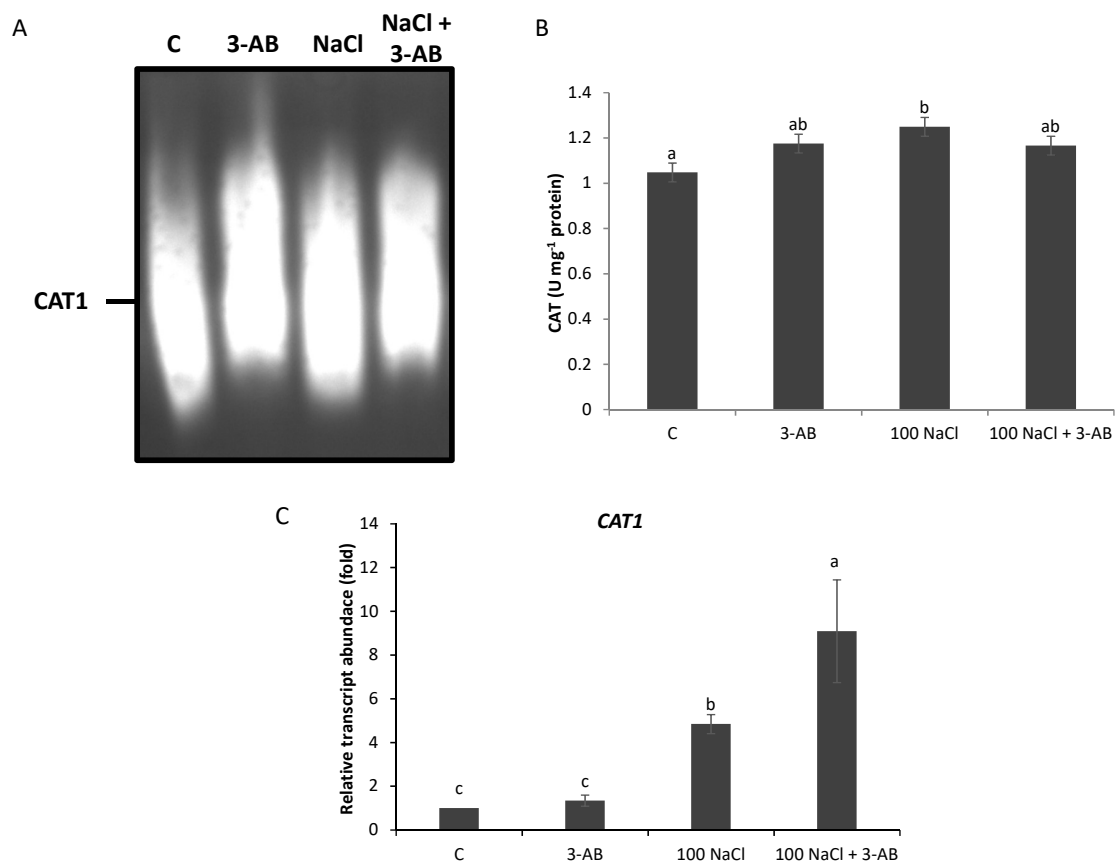 A
C
3-AB
NaCl
NaCl +
3-AB
CAT1
B
CAT (U mg-1 protein)
1.4
1.2
1
0.8
0.6
0.4
0.2
0
a
ab
b
ab
C
3-AB
100 NaCl
100 NaCl + 3-AB
C
CAT1
Relative transcript abundace (fold)
14
12
10
8
6
4
2
0
c
c
b
a
C
3-AB
100 NaCl
100 NaCl + 3-AB